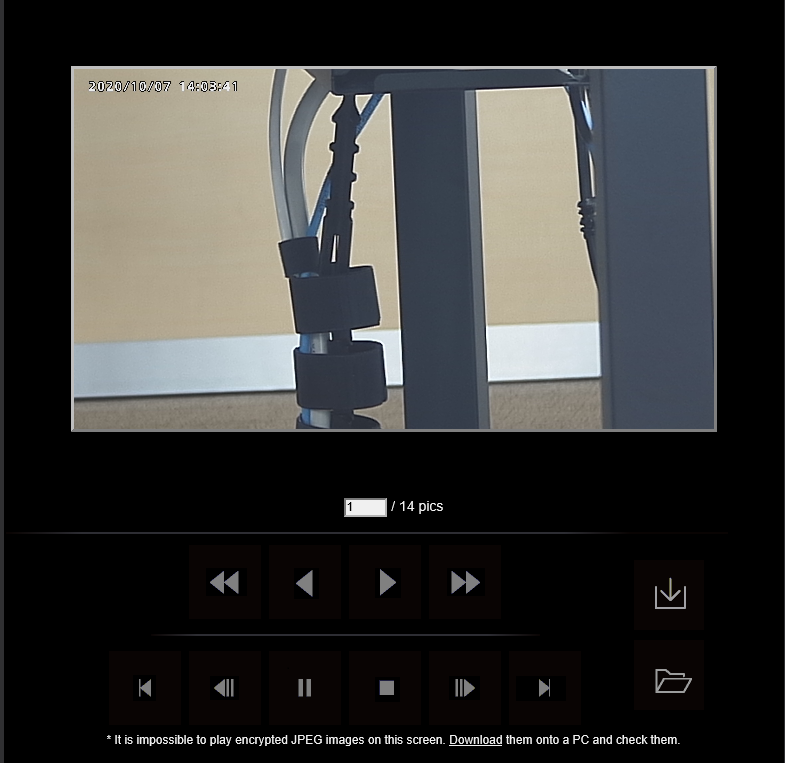 2020/10/07 14:03:41
1 / 14 pics
* It is impossible to play encrypted JPEG images on this screen. Download them onto a PC and check them.